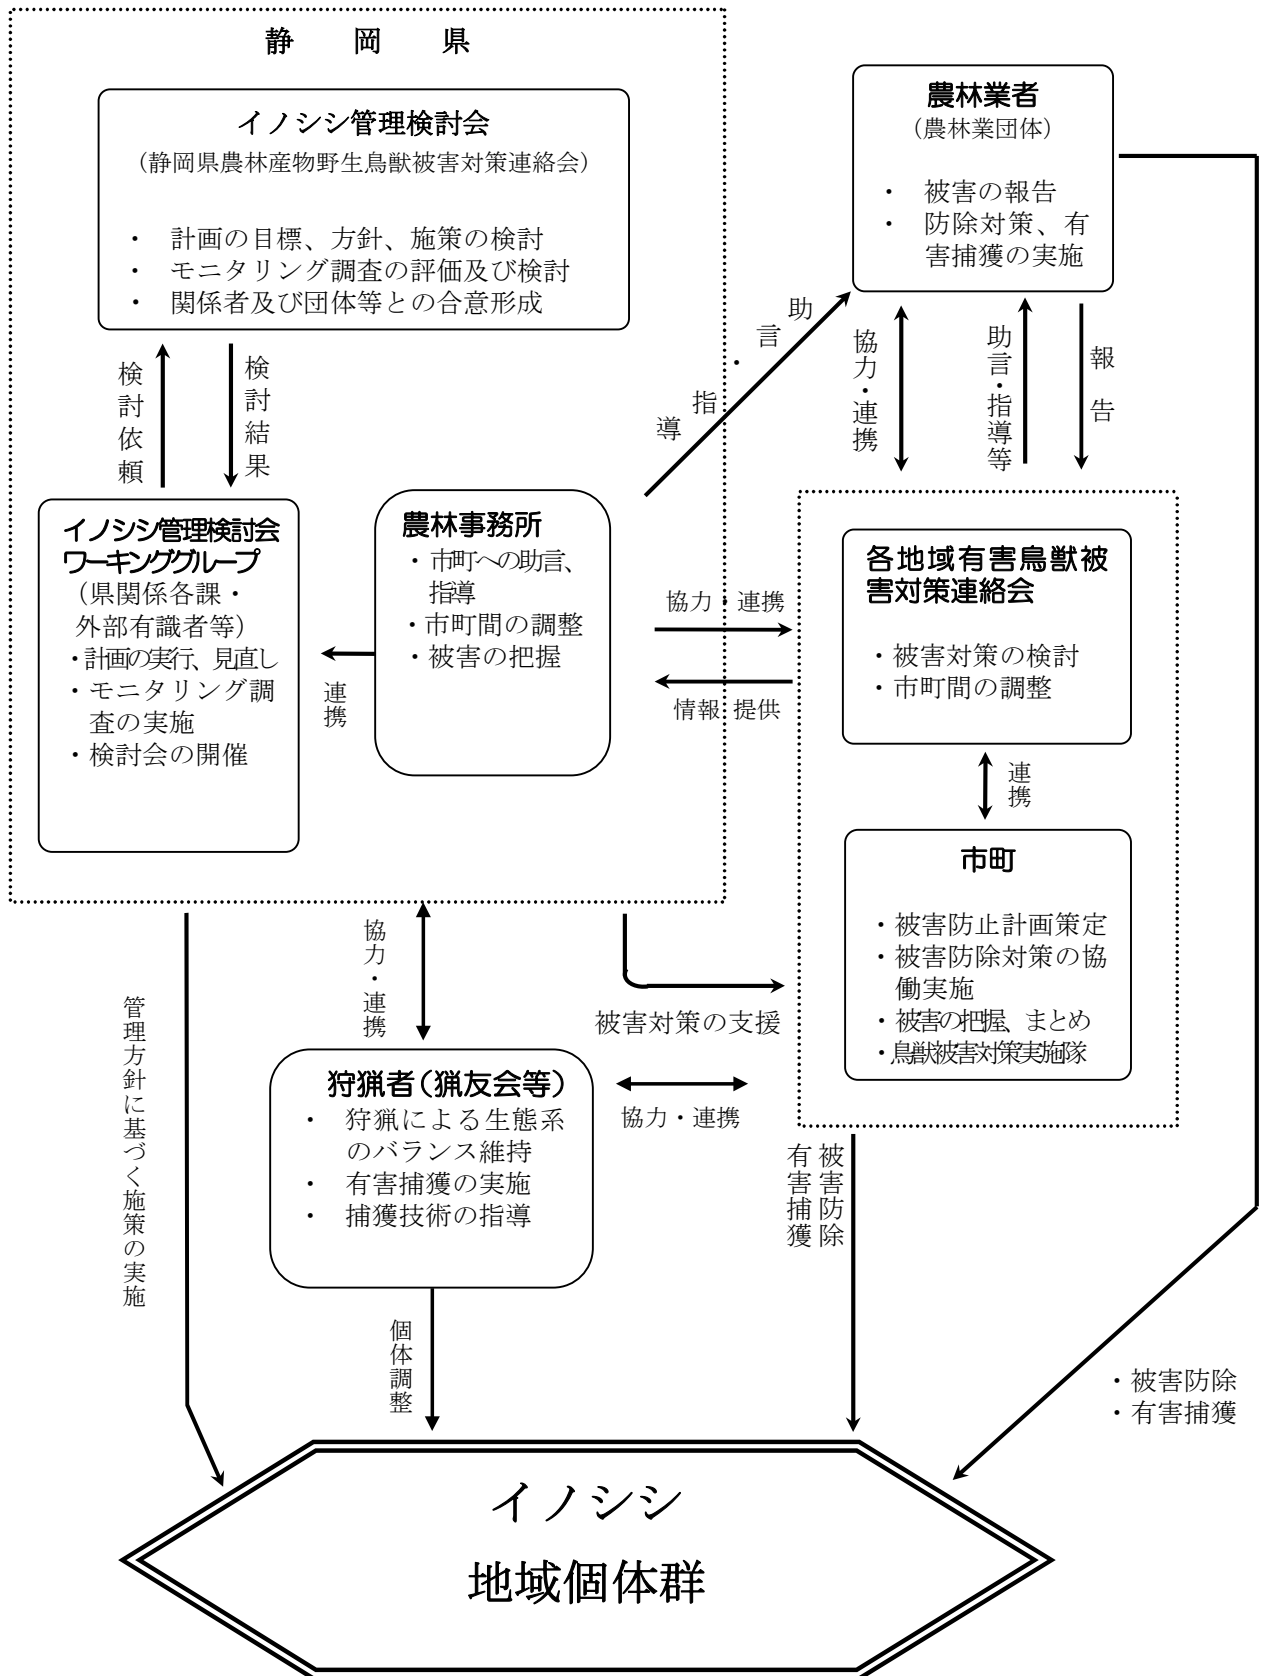 静　岡　県
イノシシ管理検討会
（静岡県農林産物野生鳥獣被害対策連絡会）
・　計画の目標、方針、施策の検討
・　モニタリング調査の評価及び検討
・　関係者及び団体等との合意形成
農林業者
（農林業団体）
・　被害の報告
・　防除対策、有
害捕獲の実施
検討依頼
検討結果
指導・助言
協力・連携
助言・指導等
報告
イノシシ管理検討会
ワーキンググループ
（県関係各課・
外部有識者等）
・計画の実行、見直し
・モニタリング調
査の実施
・検討会の開催
農林事務所
・市町への助言、
指導
・市町間の調整
・被害の把握
連携
協力・連携
情報提供
各地域有害鳥獣被
害対策連絡会
・被害対策の検討
・市町間の調整
連携
市町
・被害防止計画策定
・被害防除対策の協
働実施
・被害の把握、まとめ
・鳥獣被害対策実施隊
協力・連携
被害対策の支援
管理方針に基づく施策の実施
狩猟者（猟友会等）
・　狩猟による生態系
のバランス維持
・　有害捕獲の実施
・　捕獲技術の指導
協力・連携
被害防除
有害捕獲
個体調整
・被害防除
・有害捕獲
イノシシ
地域個体群